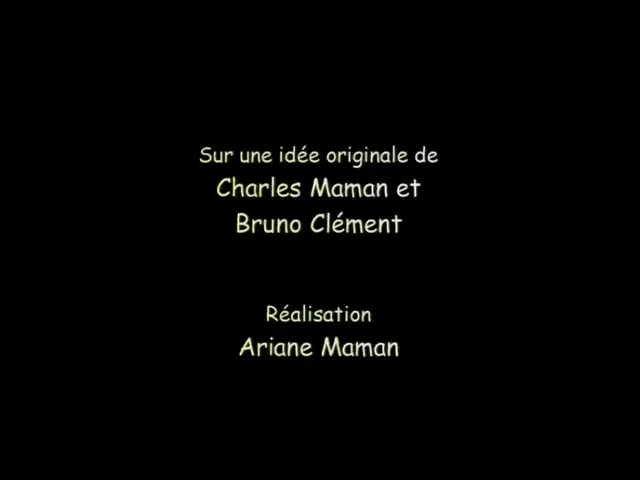 Sur une idée originale de
Charles Maman et
Bruno Clément
Réalisation
Ariane Maman